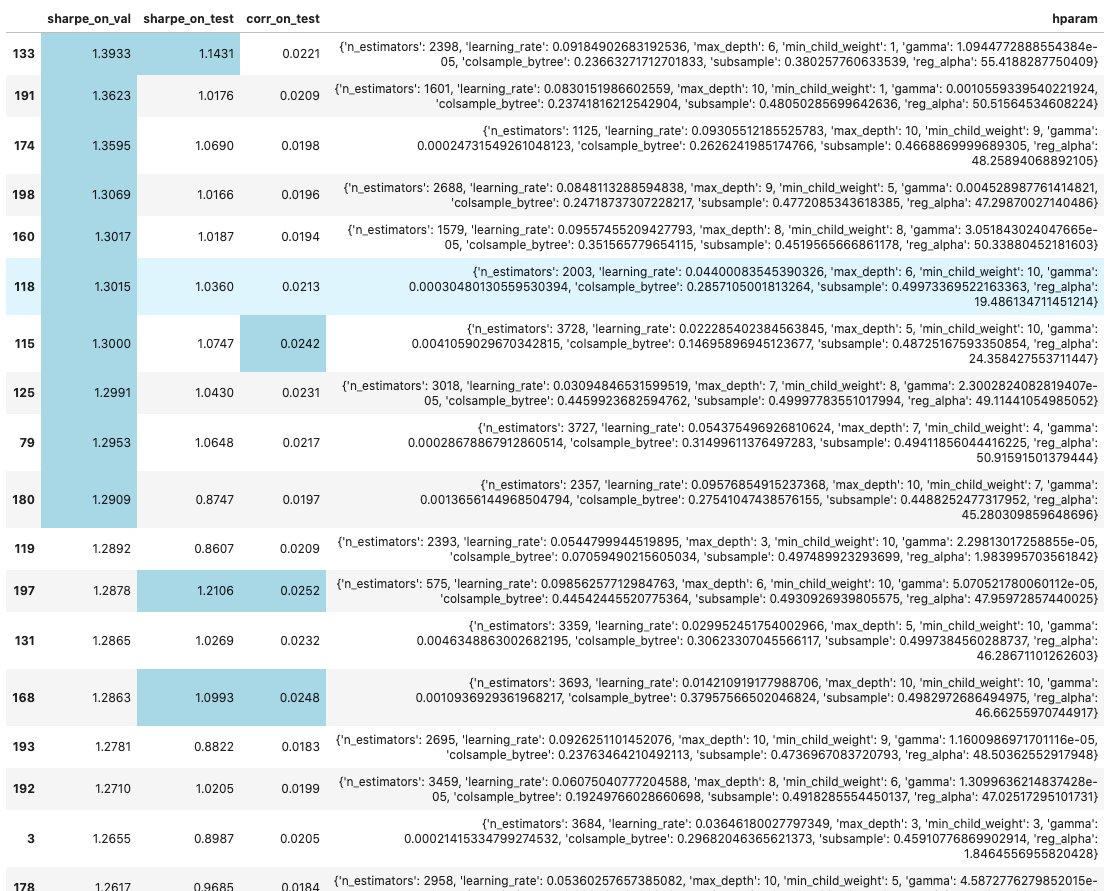 sharpe_on_val sharpe_on_test corr_on_test hparam
133 1.3933 1.1431 0.0221 {'n_estimators': 2398, 'learning_rate': 0.09184902683192536, 'max_depth': 6, 'min_child_weight': 1, 'gamma': 1.0944772888554384e-
05, 'colsample_bytree': 0.23663271712701833, 'subsample': 0.380257760633539, 'reg_alpha': 55.4188287750409}
191 1.3623 1.0176 0.0209 {'n_estimators': 1601, 'learning_rate': 0.0830151986602559, 'max_depth': 10, 'min_child_weight': 1, 'gamma': 0.0010559339540221924,
'colsample_bytree': 0.23741816212542904, 'subsample': 0.48050285699642636, 'reg_alpha': 50.51564534608224}
174 1.3595 1.0690 0.0198 {'n_estimators': 1125, 'learning_rate': 0.09305512185525783, 'max_depth': 10, 'min_child_weight': 9, 'gamma':
0.00024731549261048123, 'colsample_bytree': 0.2626241985174766, 'subsample': 0.4668869999689305, 'reg_alpha':
48.25894068892105}
198 1.3069 1.0166 0.0196 {'n_estimators': 2688, 'learning_rate': 0.0848113288594838, 'max_depth': 9, 'min_child_weight': 5, 'gamma': 0.004528987761414821,
'colsample_bytree': 0.24718737307228217, 'subsample': 0.4772085343618385, 'reg_alpha': 47.29870027140486}
160 1.3017 1.0187 0.0194 {'n_estimators': 1579, 'learning_rate': 0.09557455209427793, 'max_depth': 8, 'min_child_weight': 8, 'gamma': 3.051843024047665e-
05, 'colsample_bytree': 0.351565779654115, 'subsample': 0.4519565666861178, 'reg_alpha': 50.33880452181603}
118 1.3015 1.0360 0.0213 {'n_estimators': 2003, 'learning_rate': 0.04400083545390326, 'max_depth': 6, 'min_child_weight': 10, 'gamma':
0.00030480130559530394, 'colsample_bytree': 0.2857105001813264, 'subsample': 0.49973369522163363, 'reg_alpha':
19.486134711451214}
115 1.3000 1.0747 0.0242 {'n_estimators': 3728, 'learning_rate': 0.022285402384563845, 'max_depth': 5, 'min_child_weight': 10, 'gamma':
0.0041059029670342815, 'colsample_bytree': 0.14695896945123677, 'subsample': 0.48725167593350854, 'reg_alpha':
24.358427553711447}
125 1.2991 1.0430 0.0231 {'n_estimators': 3018, 'learning_rate': 0.03094846531599519, 'max_depth': 7, 'min_child_weight': 8, 'gamma': 2.3002824082819407e-
05, 'colsample_bytree': 0.4459923682594762, 'subsample': 0.49997783551017994, 'reg_alpha': 49.11441054985052}
79 1.2953 1.0648 0.0217 {'n_estimators': 3727, 'learning_rate': 0.054375496926810624, 'max_depth': 7, 'min_child_weight': 4, 'gamma':
0.00028678867912860514, 'colsample_bytree': 0.31499611376497283, 'subsample': 0.49411856044416225, 'reg_alpha':
50.91591501379444}
180 1.2909 0.8747 0.0197 {'n_estimators': 2357, 'learning_rate': 0.09576854915237368, 'max_depth': 10, 'min_child_weight': 7, 'gamma':
0.0013656144968504794, 'colsample_bytree': 0.27541047438576155, 'subsample': 0.4488252477317952, 'reg_alpha':
45.280309859648696}
119 1.2892 0.8607 0.0209 {'n_estimators': 2393, 'learning_rate': 0.0544799944519895, 'max_depth': 3, 'min_child_weight': 10, 'gamma': 2.29813017258855e-05,
'colsample_bytree': 0.07059490215605034, 'subsample': 0.497489923293699, 'reg_alpha': 1.983995703561842}
197 1.2878 1.2106 0.0252 {'n_estimators': 575, 'learning_rate': 0.09856257712984763, 'max_depth': 6, 'min_child_weight': 10, 'gamma': 5.070521780060112e-05,
'colsample_bytree': 0.44542445520775364, 'subsample': 0.4930926939805575, 'reg_alpha': 47.95972857440025}
131 1.2865 1.0269 0.0232 {'n_estimators': 3359, 'learning_rate': 0.029952451754002966, 'max_depth': 5, 'min_child_weight': 10, 'gamma':
0.0046348863002682195, 'colsample_bytree': 0.30623307045566117, 'subsample': 0.4997384560288737, 'reg_alpha':
46.28671101262603}
168 1.2863 1.0993 0.0248 {'n_estimators': 3693, 'learning_rate': 0.014210919177988706, 'max_depth': 10, 'min_child_weight': 10, 'gamma':
0.0010936929361968217, 'colsample_bytree': 0.37957566502046824, 'subsample': 0.4982972686494975, 'reg_alpha':
46.66255970744917}
193 1.2781 0.8822 0.0183 {'n_estimators': 2695, 'learning_rate': 0.0926251101452076, 'max_depth': 10, 'min_child_weight': 9, 'gamma': 1.1600986971701116e-05,
'colsample_bytree': 0.23763464210492113, 'subsample': 0.4736967083720793, 'reg_alpha': 48.50362552917948}
192 1.2710 1.0205 0.0199 {'n_estimators': 3459, 'learning_rate': 0.06075040777204588, 'max_depth': 8, 'min_child_weight': 6, 'gamma': 1.3099636214837428e-
05, 'colsample_bytree': 0.19249766028660698, 'subsample': 0.4918285554450137, 'reg_alpha': 47.02517295101731}
3 1.2655 0.8987 0.0205 {'n_estimators': 3684, 'learning_rate': 0.03646180027797349, 'max_depth': 3, 'min_child_weight': 3, 'gamma':
0.00021415334799274532, 'colsample_bytree': 0.29682046365621373, 'subsample': 0.45910776869902914, 'reg_alpha':
1.8464556955820428}
178 1.2617 0.9685 0.0184 {'n_estimators': 2958, 'learning_rate': 0.05360257657385082, 'max_depth': 10, 'min_child_weight': 5, 'gamma': 4.5872776279852015e-